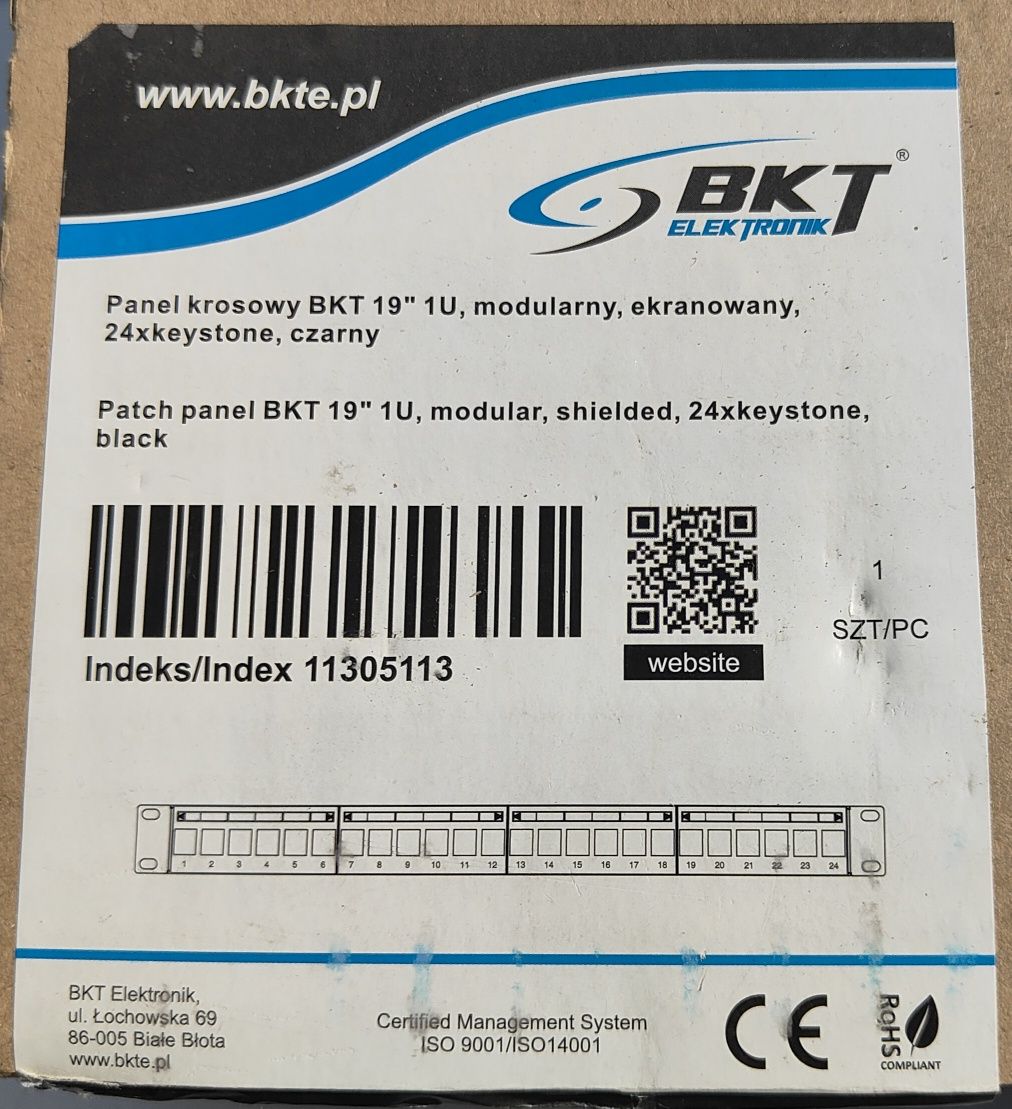 www.bkte.pl
BKT®
ELEKTRONIK
Panel krosowy BKT 19" 1U, modularny, ekranowany,
24xkeystone, czarny
Patch panel BKT 19" 1U, modular, shielded, 24xkeystone,
black
Indeks/Index 11305113
website
1
SZT/PC
1 2 3 4 5 6 7 8 9 10 11 12 13 14 15 16 17 18 19 20 21 22 23 24
BKT Elektronik,
ul. Łochowska 69
86-005 Białe Błota
www.bkte.pl
Certified Management System
ISO 9001/ISO14001
CE
RoHS
COMPLIANT